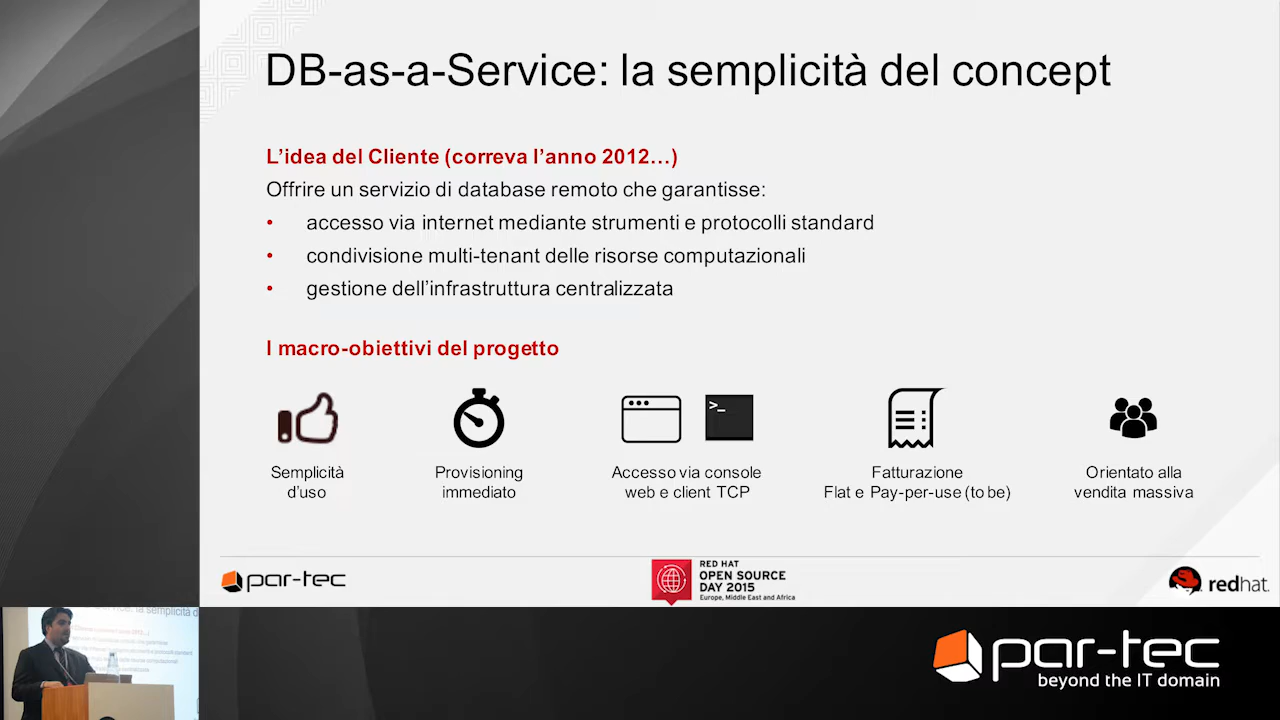 DB-as-a-Service: la semplicità del concept
L'idea del Cliente (correva l'anno 2012…)
Offrire un servizio di database remoto che garantisse:
• accesso via internet mediante strumenti e protocolli standard
• condivisione multi-tenant delle risorse computazionali
• gestione dell'infrastruttura centralizzata
I macro-obiettivi del progetto
>_
Semplicità
d'uso
Provisioning
immediato
Accesso via console
web e client TCP
Fatturazione
Flat e Pay-per-use (to be)
Orientato alla
vendita massiva
par-tec
RED HAT
OPEN SOURCE
DAY 2015
Europe, Middle East and Africa
redhat.
par-tec
beyond the IT domain